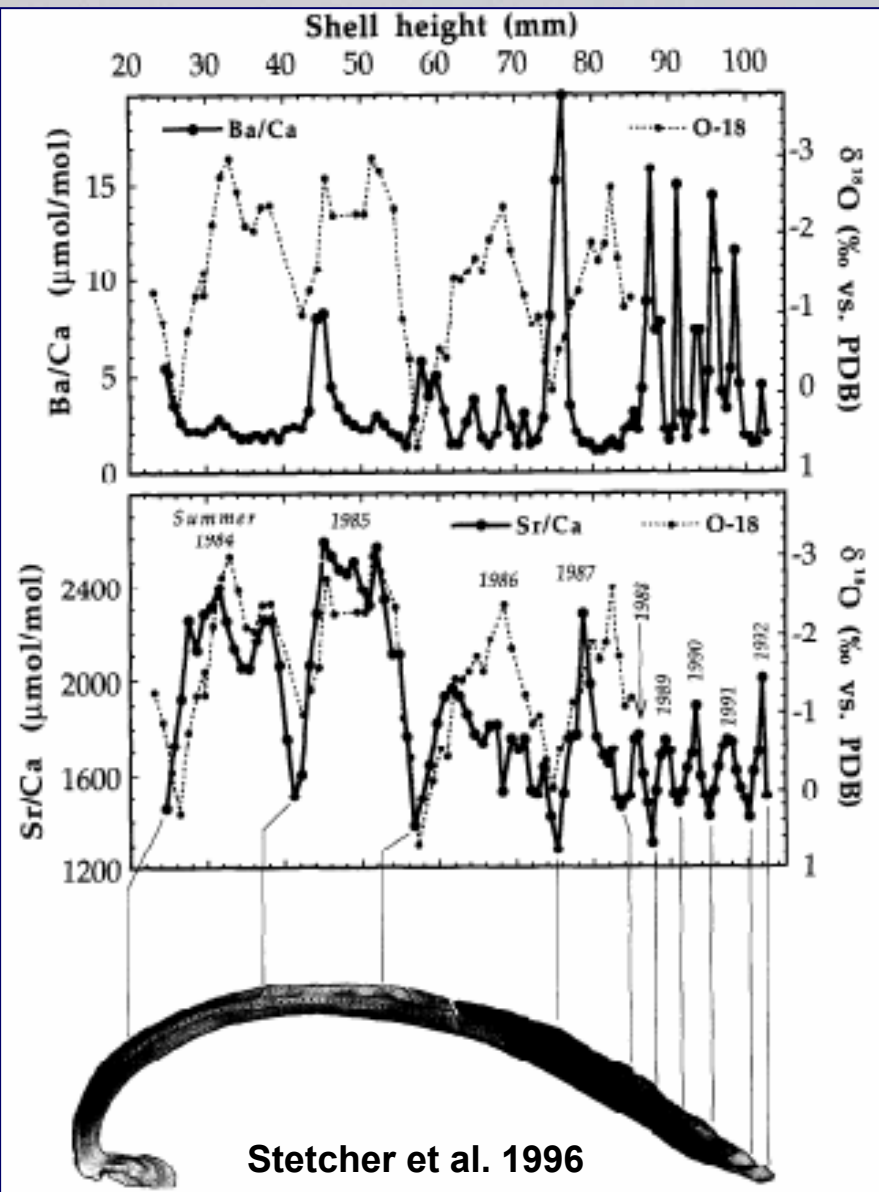 Shell height (mm)
20 30 40 50 60 70 80 90 100
Ba/Ca O-18
15
10
5
0
Ba/Ca (μmol/mol)
-3
-2
-1
0
1
δ¹⁸O (‰ vs. PDB)
Summer
1984
1985
Sr/Ca O-18
1986
1987
1988
1989
1990
1991
1992
2400
2000
1600
1200
Sr/Ca (μmol/mol)
-3
-2
-1
0
1
δ¹⁸O (‰ vs. PDB)
Stetcher et al. 1996